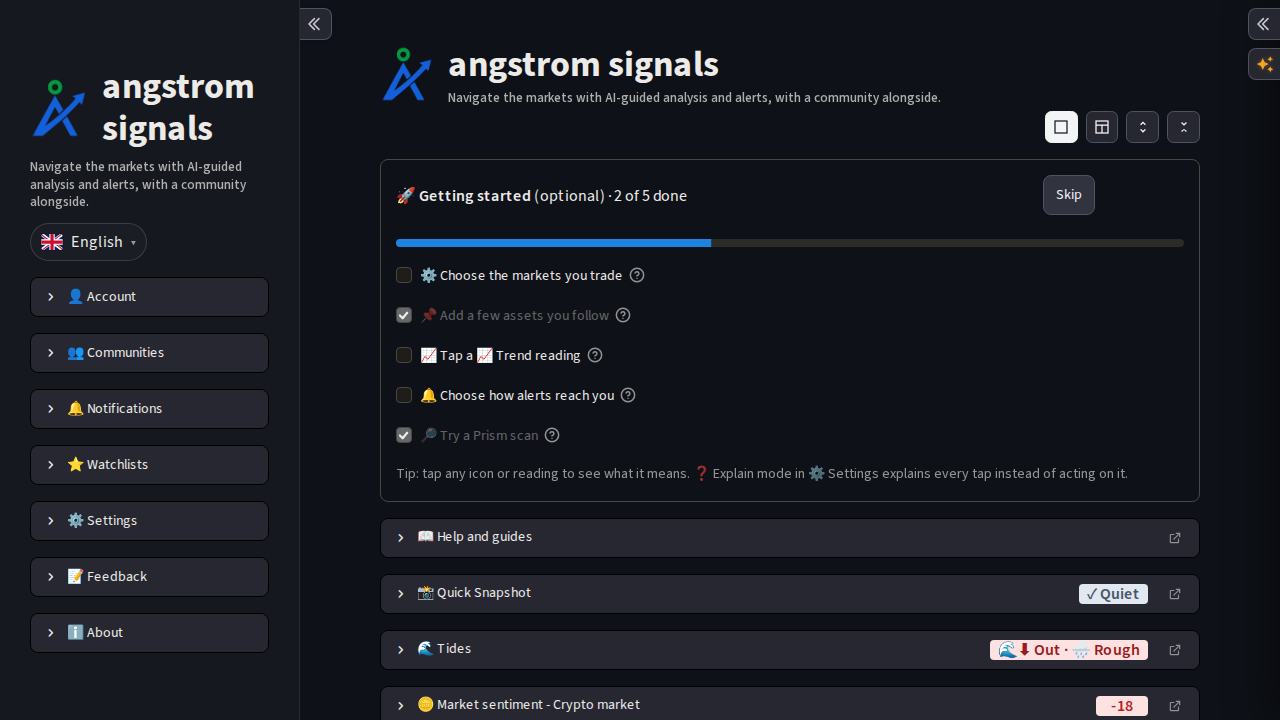 angstrom
signals
Navigate the markets with AI-guided
analysis and alerts, with a community
alongside.
English
Account
Communities
Notifications
Watchlists
Settings
Feedback
About
angstrom signals
Navigate the markets with AI-guided analysis and alerts, with a community alongside.
🚀 Getting started (optional) · 2 of 5 done
Skip
⚙️ Choose the markets you trade
📌 Add a few assets you follow
📈 Tap a 📈 Trend reading
🔔 Choose how alerts reach you
🔎 Try a Prism scan
Tip: tap any icon or reading to see what it means. ❓ Explain mode in ⚙️ Settings explains every tap instead of acting on it.
📖 Help and guides
📸 Quick Snapshot
✓ Quiet
🌊 Tides
🌊⬇ Out · 🌧️ Rough
🪙 Market sentiment - Crypto market
-18